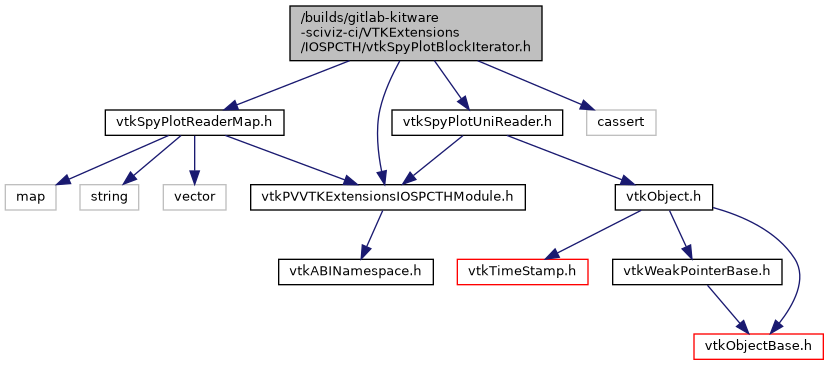 /builds/gitlab-kitware
-sciviz-ci/VTKExtensions
/IOSPCTH/vtkSpyPlotBlockIterator.h
vtkSpyPlotReaderMap.h
vtkSpyPlotUniReader.h
cassert
map
string
vector
vtkPVVTKExtensionsIOSPCTHModule.h
vtkObject.h
vtkABINamespace.h
vtkTimeStamp.h
vtkWeakPointerBase.h
vtkObjectBase.h